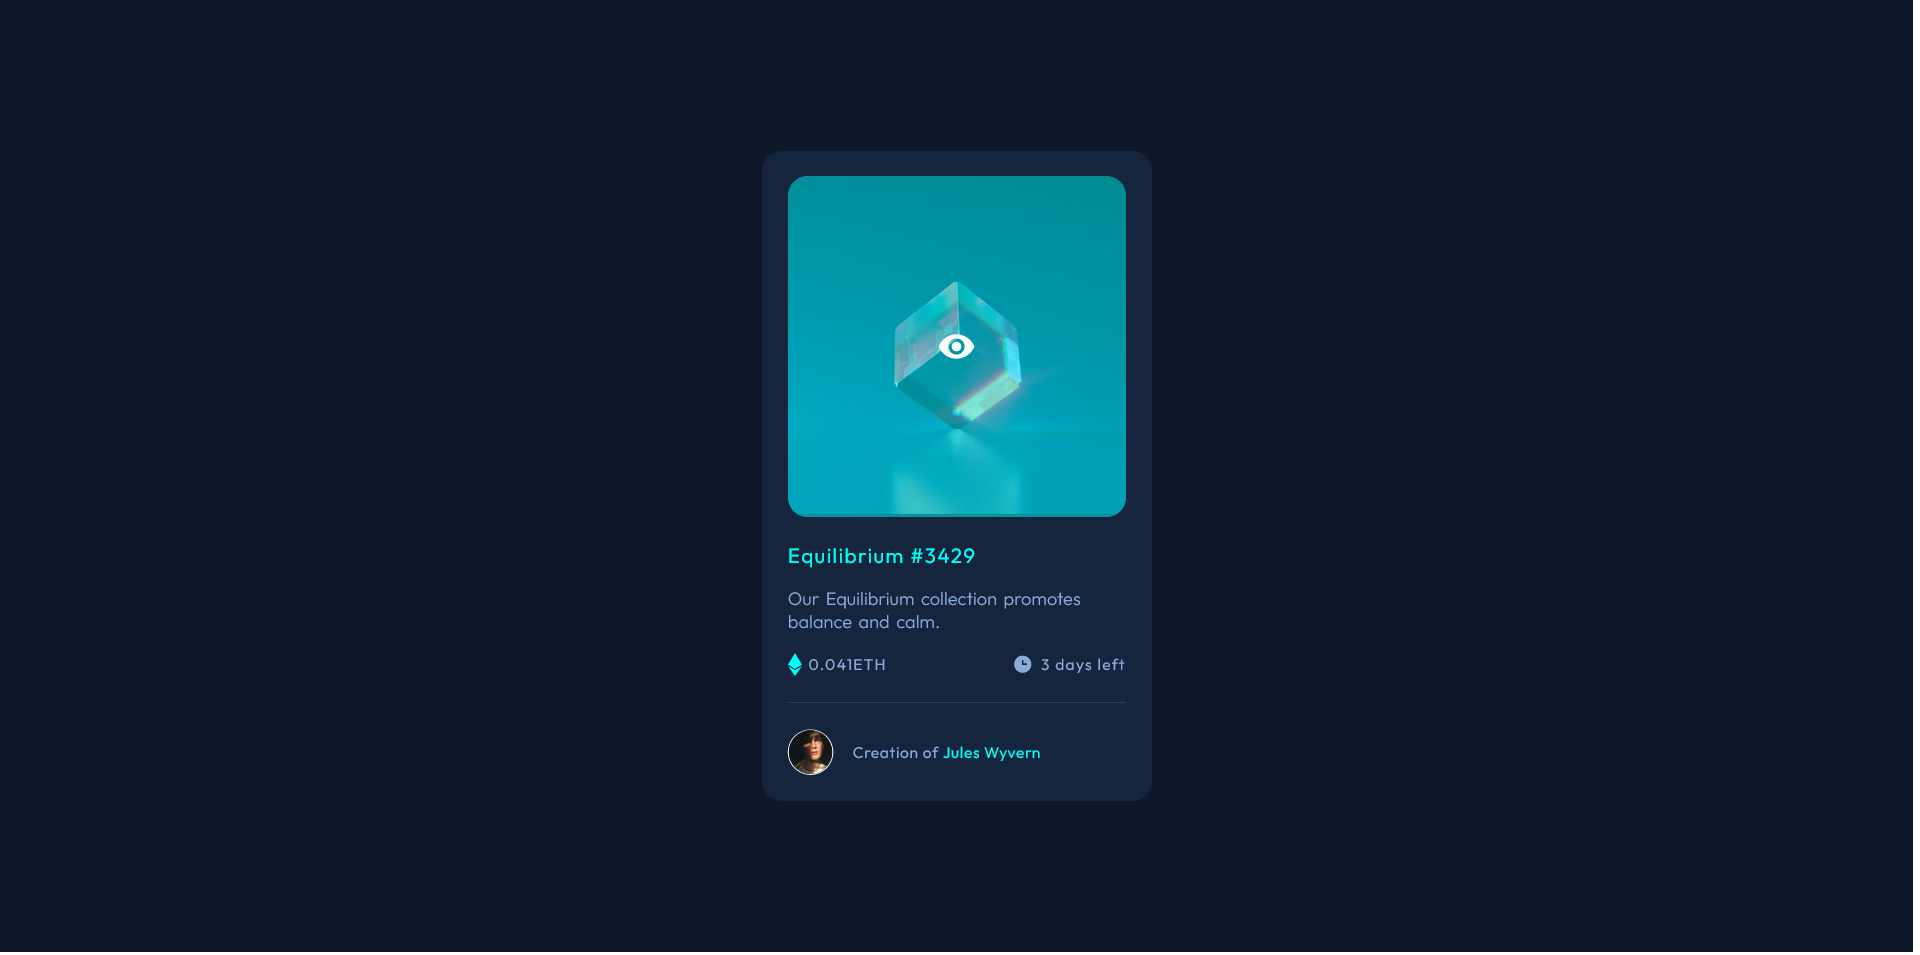 Equilibrium #3429
Our Equilibrium collection promotes
balance and calm.
0.041ETH
3 days left
Creation of Jules Wyvern